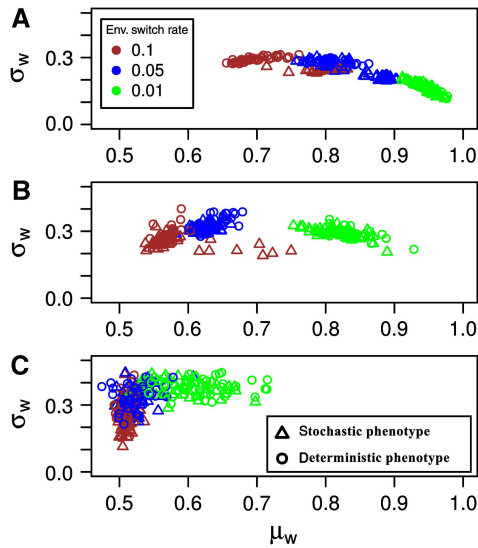 A
Env. switch rate
0.1
0.05
0.01
σw
0.3
0.0
0.5 0.6 0.7 0.8 0.9 1.0
B
σw
0.3
0.0
0.5 0.6 0.7 0.8 0.9 1.0
C
σw
0.3
0.0
Stochastic phenotype
Deterministic phenotype
0.5 0.6 0.7 0.8 0.9 1.0
μw